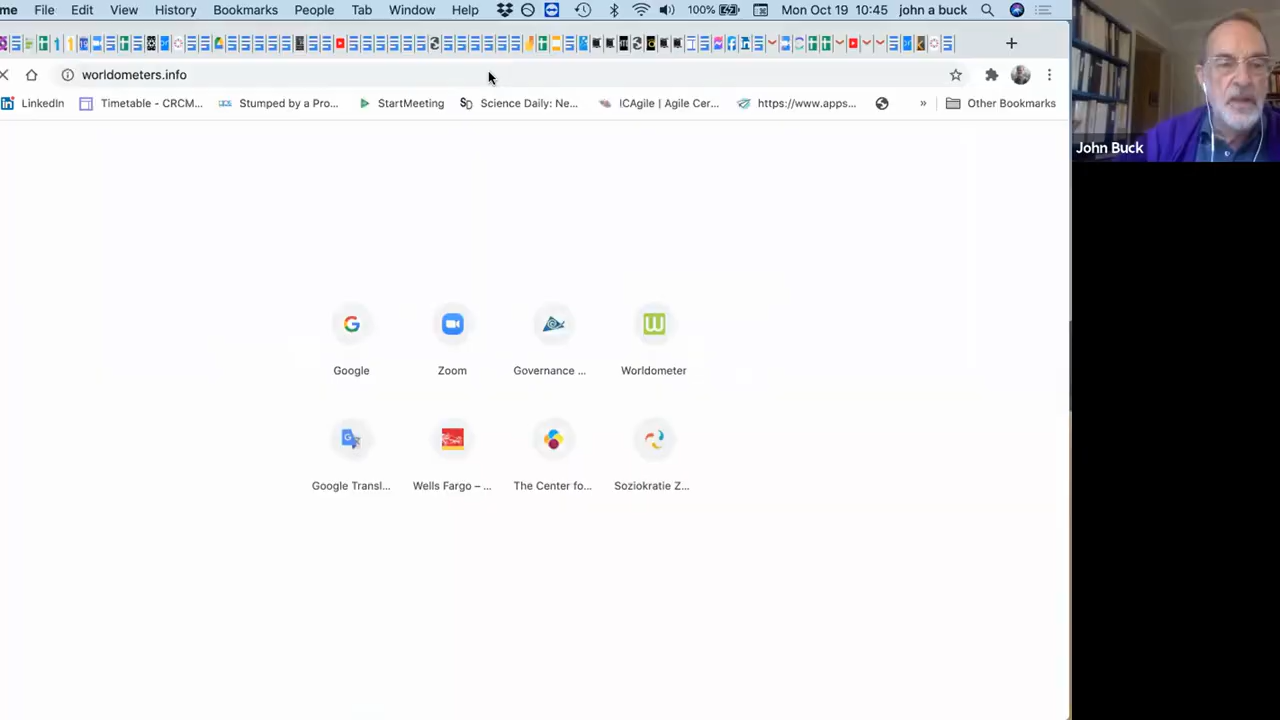 me File Edit View History Bookmarks People Tab Window Help 100% Mon Oct 19 10:45 john a buck
worldometers.info
LinkedIn Timetable - CRCM... Stumped by a Pro... StartMeeting Science Daily: Ne... ICAgile | Agile Cer... https://www.apps... » Other Bookmarks
John Buck
Google Zoom Governance ... Worldometer
Google Transl... Wells Fargo – ... The Center fo... Soziokratie Z...